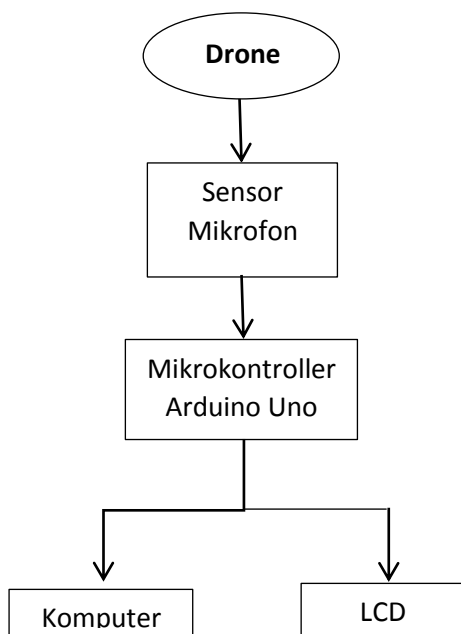 Drone
Sensor
Mikrofon
Mikrokontroller
Arduino Uno
Komputer
LCD